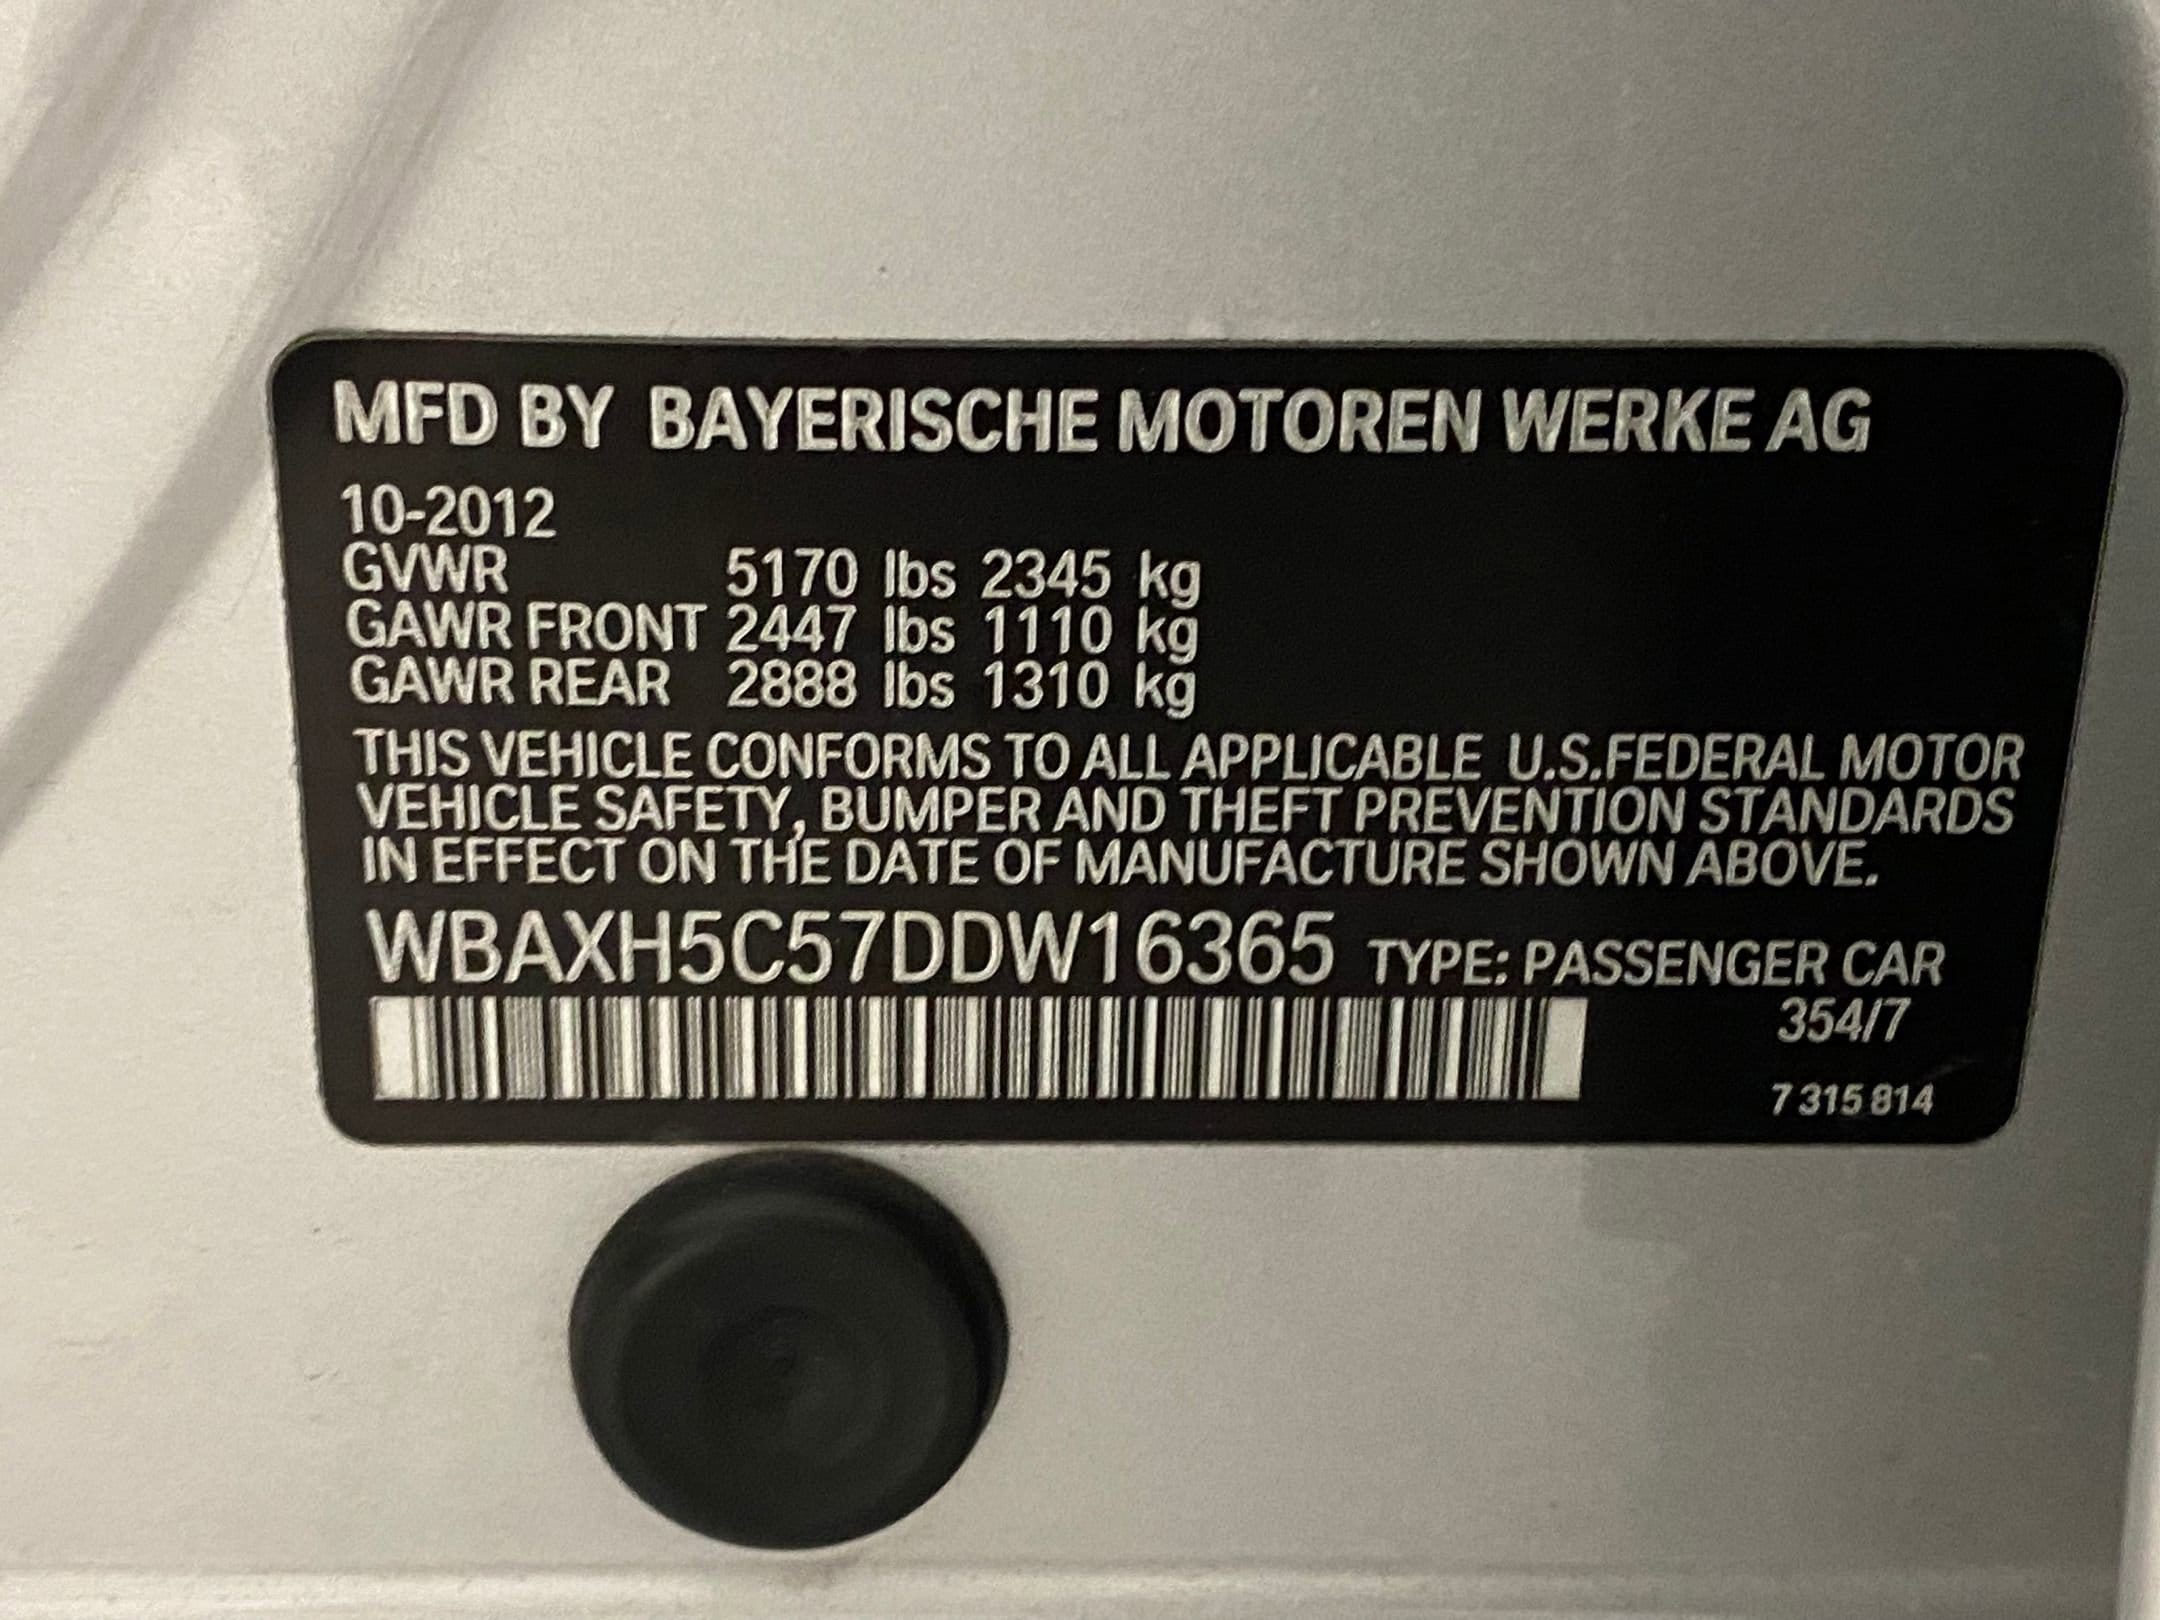 MFD BY BAYERISCHE MOTOREN WERKE AG
10-2012
GVWR 5170 lbs 2345 kg
GAWR FRONT 2447 lbs 1110 kg
GAWR REAR 2888 lbs 1310 kg
THIS VEHICLE CONFORMS TO ALL APPLICABLE U.S.FEDERAL MOTOR
VEHICLE SAFETY, BUMPER AND THEFT PREVENTION STANDARDS
IN EFFECT ON THE DATE OF MANUFACTURE SHOWN ABOVE.
WBAXH5C57DDW16365 TYPE: PASSENGER CAR
354/7
7 315 814